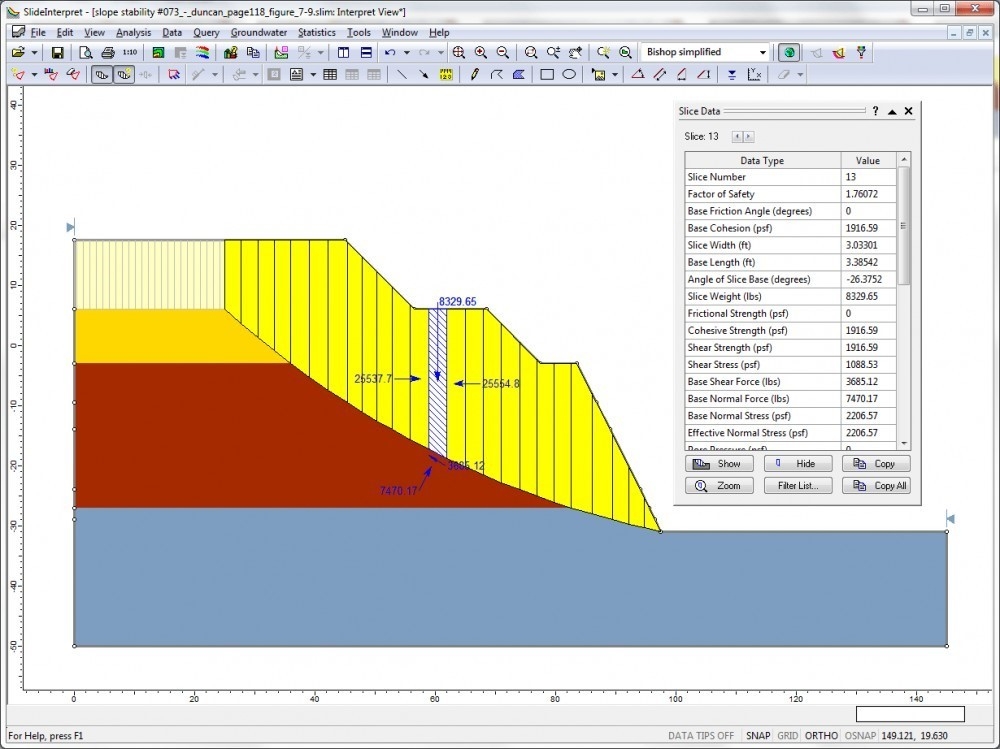 SlideInterpret - [slope stability #073_-_duncan_page118_figure_7-9.slim: Interpret View*]
File Edit View Analysis Data Query Groundwater Statistics Tools Window Help
1:10
Bishop simplified
Slice Data
Slice: 13
Data Type Value
Slice Number 13
Factor of Safety 1.76072
Base Friction Angle (degrees) 0
Base Cohesion (psf) 1916.59
Slice Width (ft) 3.03301
Base Length (ft) 3.38542
Angle of Slice Base (degrees) -26.3752
Slice Weight (lbs) 8329.65
Frictional Strength (psf) 0
Cohesive Strength (psf) 1916.59
Shear Strength (psf) 1916.59
Shear Stress (psf) 1088.53
Base Shear Force (lbs) 3685.12
Base Normal Force (lbs) 7470.17
Base Normal Stress (psf) 2206.57
Effective Normal Stress (psf) 2206.57
Pore Pressure (psf) 0
Show Hide Copy
Zoom Filter List... Copy All
8329.65
25537.7
25554.8
3685.12
7470.17
40
30
20
10
0
-10
-20
-30
-40
-50
0 20 40 60 80 100 120 140
For Help, press F1
DATA TIPS OFF SNAP GRID ORTHO OSNAP 149.121, 19.630